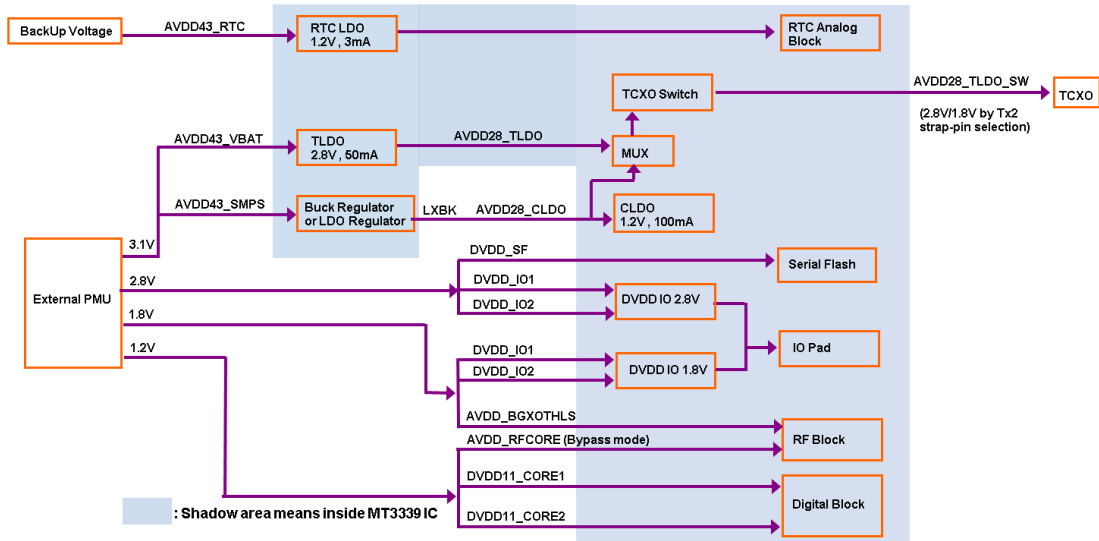 BackUp Voltage
AVDD43_RTC
RTC LDO
1.2V , 3mA
RTC Analog
Block
TCXO Switch
AVDD28_TLDO_SW
TCXO
(2.8V/1.8V by Tx2
strap-pin selection)
AVDD43_VBAT
TLDO
2.8V , 50mA
AVDD28_TLDO
MUX
AVDD43_SMPS
Buck Regulator
or LDO Regulator
LXBK
AVDD28_CLDO
CLDO
1.2V , 100mA
External PMU
3.1V
2.8V
1.8V
1.2V
DVDD_SF
Serial Flash
DVDD_IO1
DVDD_IO2
DVDD IO 2.8V
IO Pad
DVDD_IO1
DVDD_IO2
DVDD IO 1.8V
AVDD_BGXOTHLS
AVDD_RFCORE (Bypass mode)
RF Block
DVDD11_CORE1
DVDD11_CORE2
Digital Block
: Shadow area means inside MT3339 IC